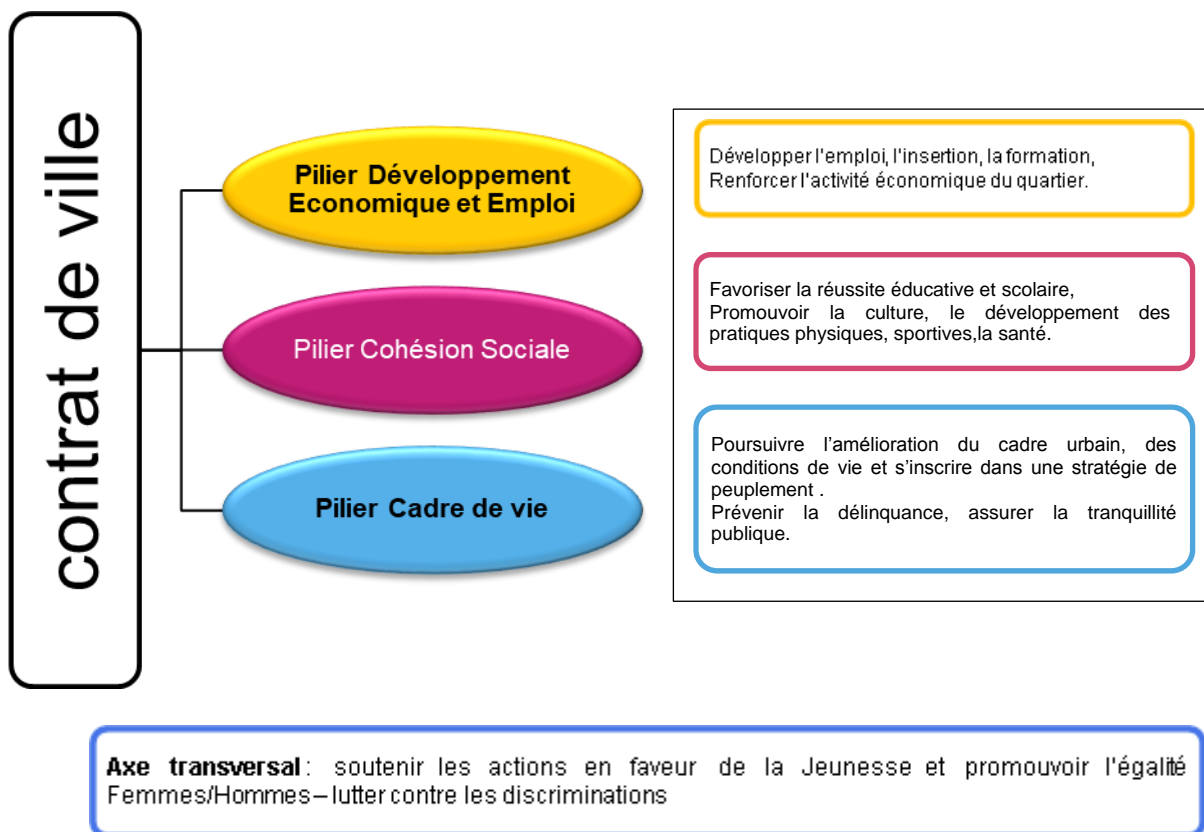 contrat de ville
Pilier Développement
Economique et Emploi
Développer l'emploi, l'insertion, la formation,
Renforcer l'activité économique du quartier.
Pilier Cohésion Sociale
Favoriser la réussite éducative et scolaire,
Promouvoir la culture, le développement des
pratiques physiques, sportives,la santé.
Pilier Cadre de vie
Poursuivre l’amélioration du cadre urbain, des
conditions de vie et s’inscrire dans une stratégie de
peuplement .
Prévenir la délinquance, assurer la tranquillité
publique.
Axe transversal : soutenir les actions en faveur de la Jeunesse et promouvoir l'égalité
Femmes/Hommes– lutter contre les discriminations